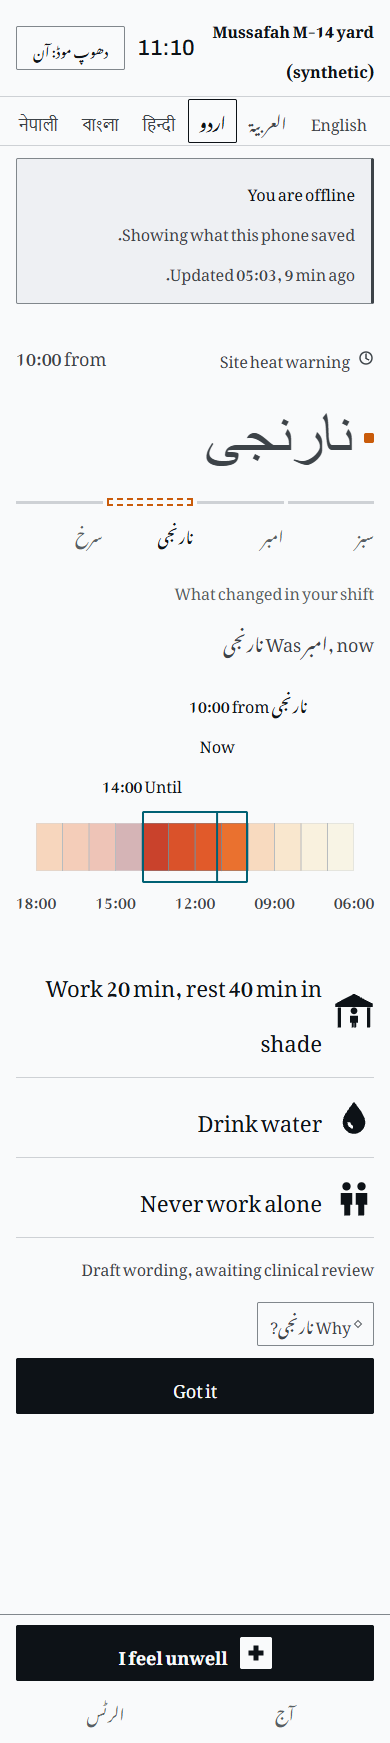 Mussafah M-14 yard
(synthetic)
11:10
دھوپ موڈ: آن
English
العربية
اردو
हिन्दी
বাংলা
नेपाली
You are offline
Showing what this phone saved.
Updated 05:03, 9 min ago.
Site heat warning
10:00 from
نارنجی
سبز
امبر
نارنجی
سرخ
What changed in your shift
Was امبر, now نارنجی
10:00 from نارنجی
Now
14:00 Until
06:00
09:00
12:00
15:00
18:00
Work 20 min, rest 40 min in
shade
Drink water
Never work alone
Draft wording, awaiting clinical review
Why نارنجی?
Got it
I feel unwell
آج
الرٹس